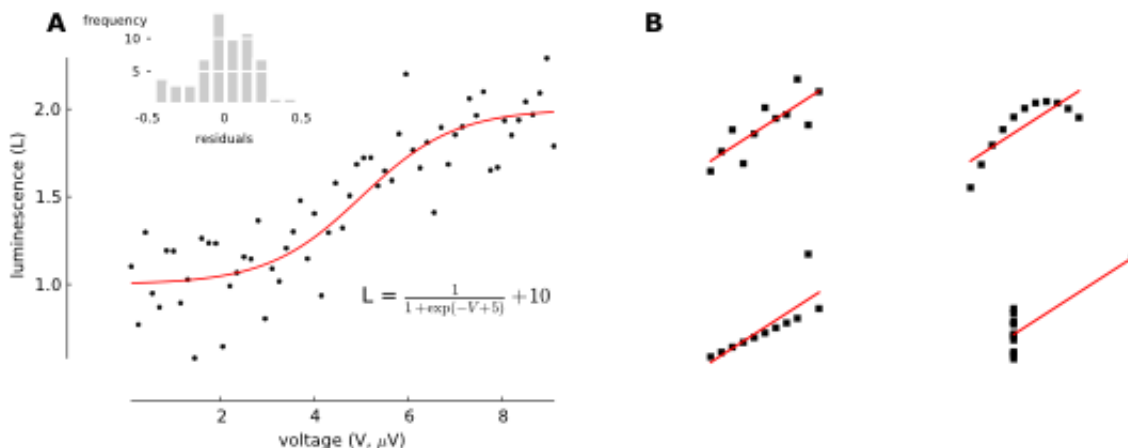 A
frequency
10
5
-0.5 0 0.5
residuals
2.0
1.5
1.0
luminescence (L)
L = 1/(1+exp(−V+5)) +10
2 4 6 8
voltage (V, μV)
B